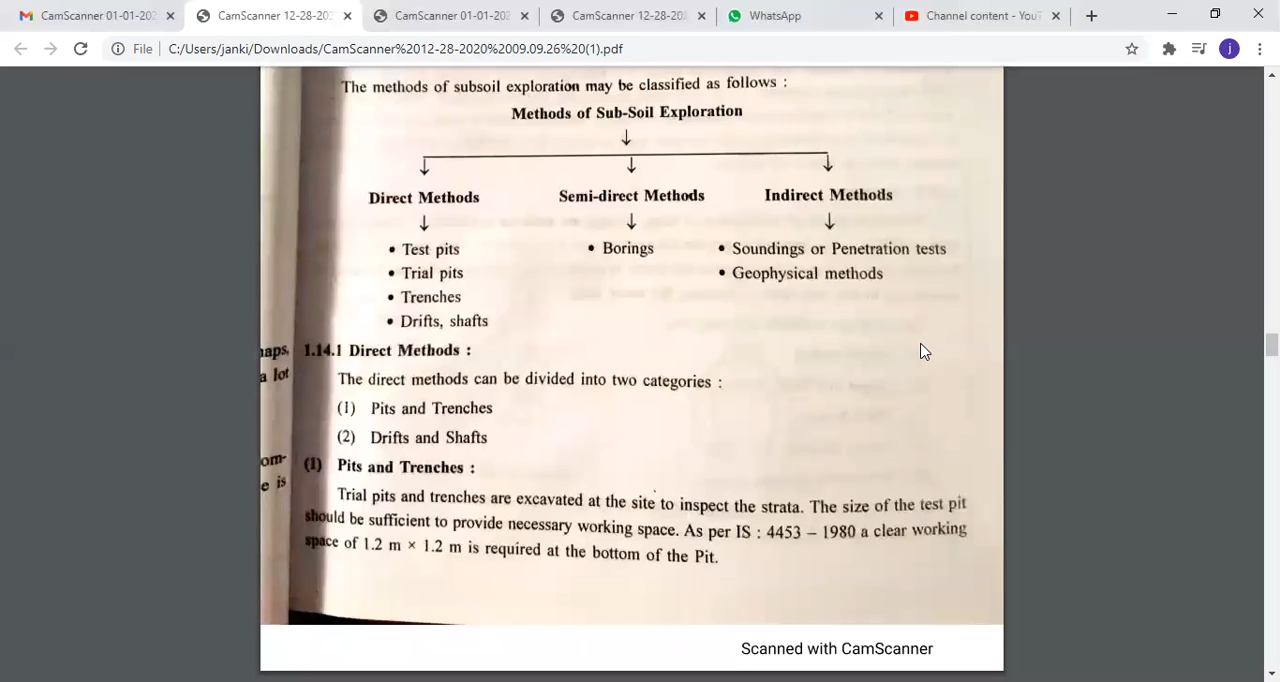 CamScanner 01-01-202
CamScanner 12-28-202
CamScanner 01-01-202
CamScanner 12-28-202
WhatsApp
Channel content - YouT
File
C:/Users/janki/Downloads/CamScanner%2012-28-2020%2009.09.26%20(1).pdf
j
The methods of subsoil exploration may be classified as follows :
Methods of Sub-Soil Exploration
Direct Methods Semi-direct Methods Indirect Methods
• Test pits • Borings • Soundings or Penetration tests
• Trial pits • Geophysical methods
• Trenches
• Drifts, shafts
1.14.1 Direct Methods :
a lot
The direct methods can be divided into two categories :
(1) Pits and Trenches
(2) Drifts and Shafts
om-
(1) Pits and Trenches :
e is
Trial pits and trenches are excavated at the site to inspect the strata. The size of the test pit
should be sufficient to provide necessary working space. As per IS : 4453 – 1980 a clear working
space of 1.2 m × 1.2 m is required at the bottom of the Pit.
Scanned with CamScanner